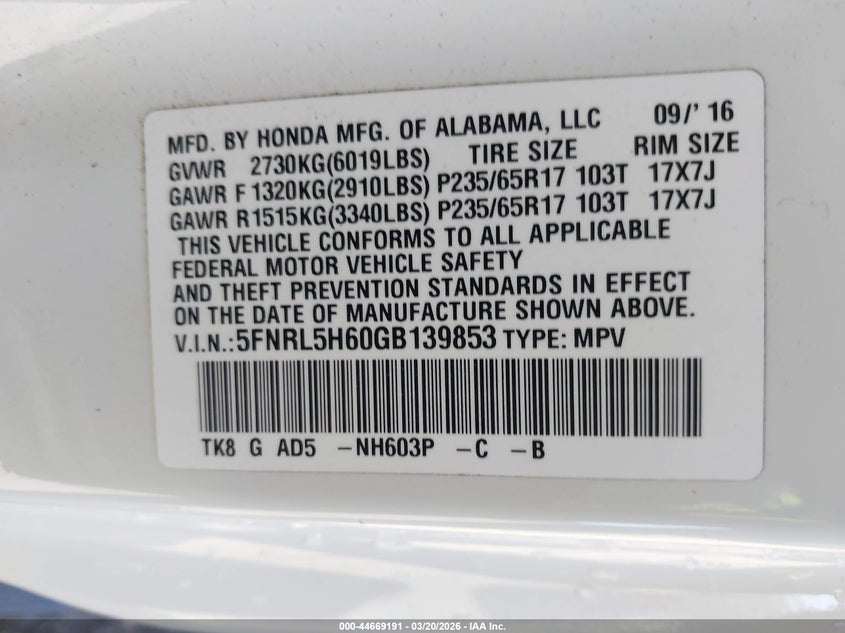 MFD. BY HONDA MFG. OF ALABAMA, LLC 09/' 16
GVWR 2730KG(6019LBS) TIRE SIZE RIM SIZE
GAWR F 1320KG(2910LBS) P235/65R17 103T 17X7J
GAWR R1515KG(3340LBS) P235/65R17 103T 17X7J
THIS VEHICLE CONFORMS TO ALL APPLICABLE
FEDERAL MOTOR VEHICLE SAFETY
AND THEFT PREVENTION STANDARDS IN EFFECT
ON THE DATE OF MANUFACTURE SHOWN ABOVE.
V.I.N.:5FNRL5H60GB139853 TYPE: MPV
TK8 G AD5 -NH603P -C -B
000-44669191 - 03/20/2026 - IAA Inc.